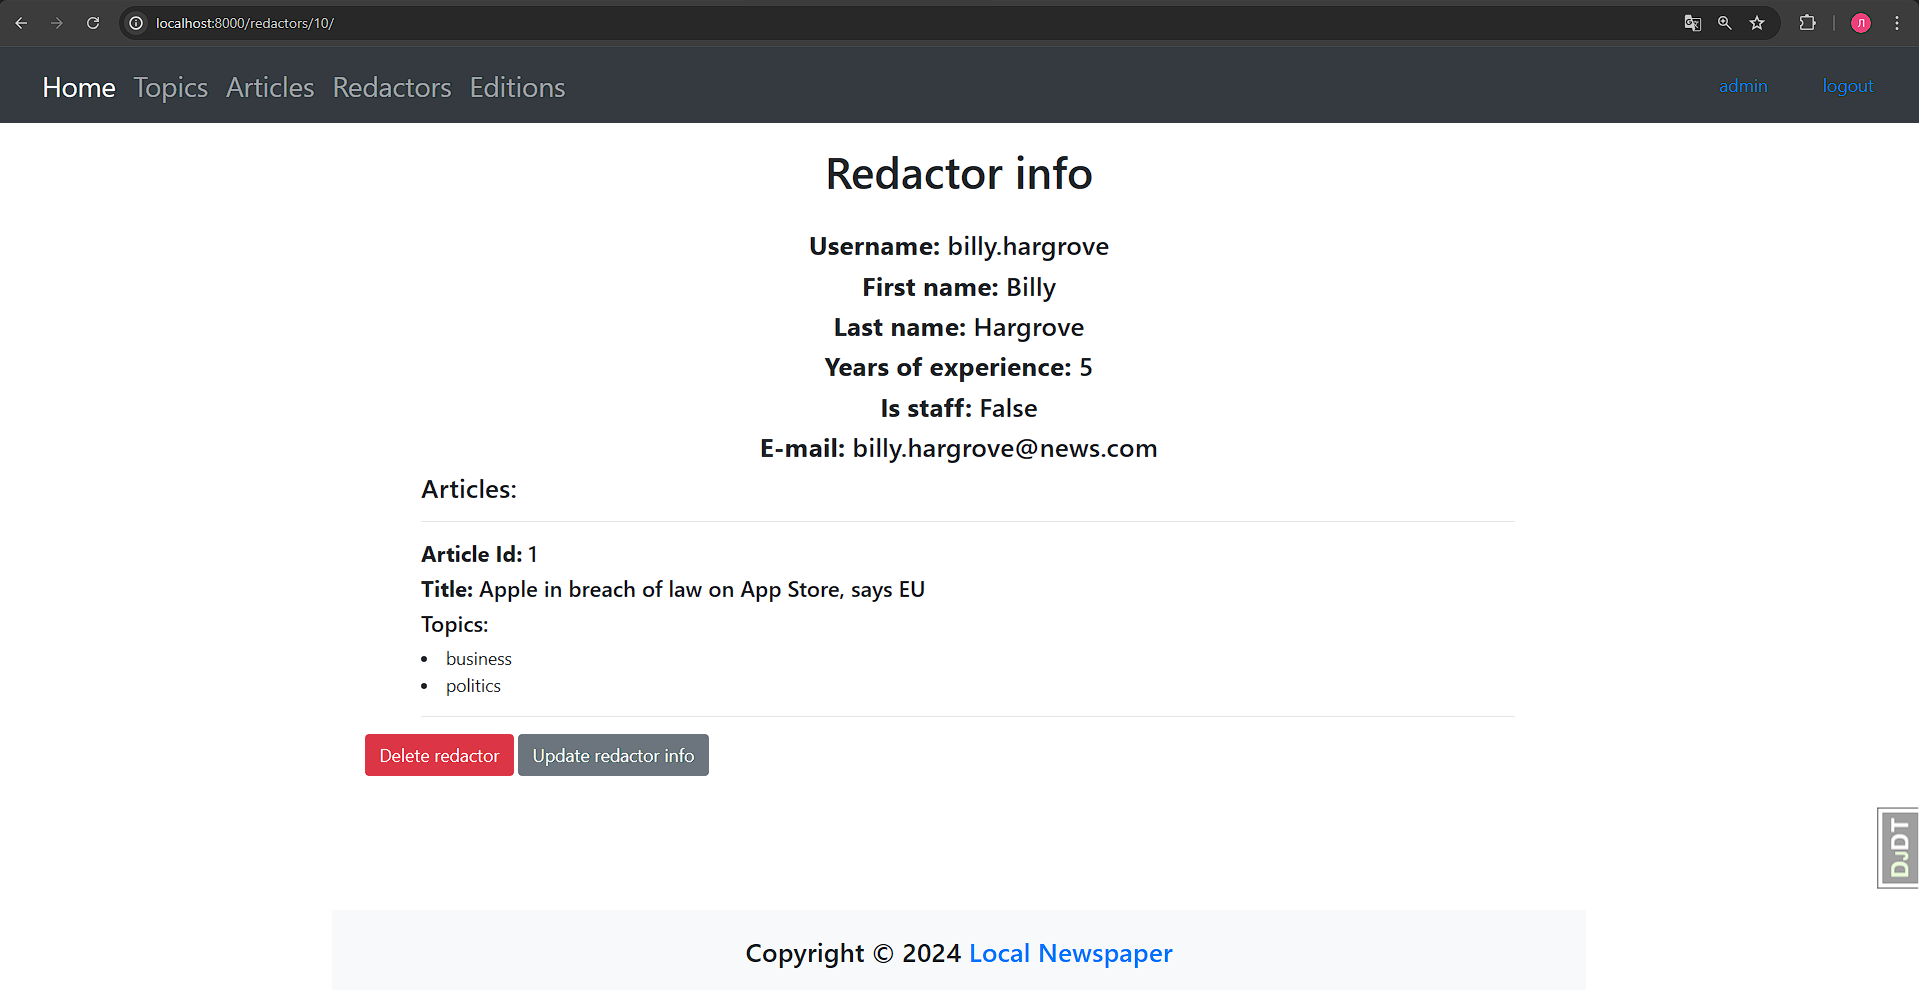 localhost:8000/redactors/10/
Л
Home Topics Articles Redactors Editions admin logout
Redactor info
Username: billy.hargrove
First name: Billy
Last name: Hargrove
Years of experience: 5
Is staff: False
E-mail: billy.hargrove@news.com
Articles:
Article Id: 1
Title: Apple in breach of law on App Store, says EU
Topics:
business
politics
Delete redactor Update redactor info
DJDT
Copyright © 2024 Local Newspaper